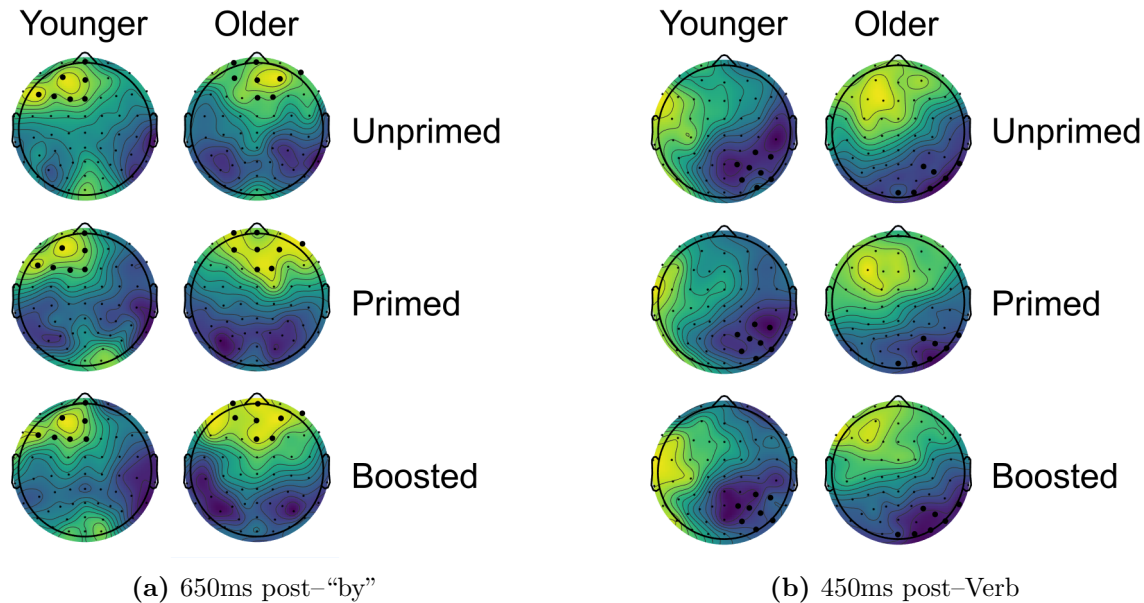 Younger Older
Unprimed
Primed
Boosted
(a) 650ms post–“by”
Younger Older
Unprimed
Primed
Boosted
(b) 450ms post–Verb